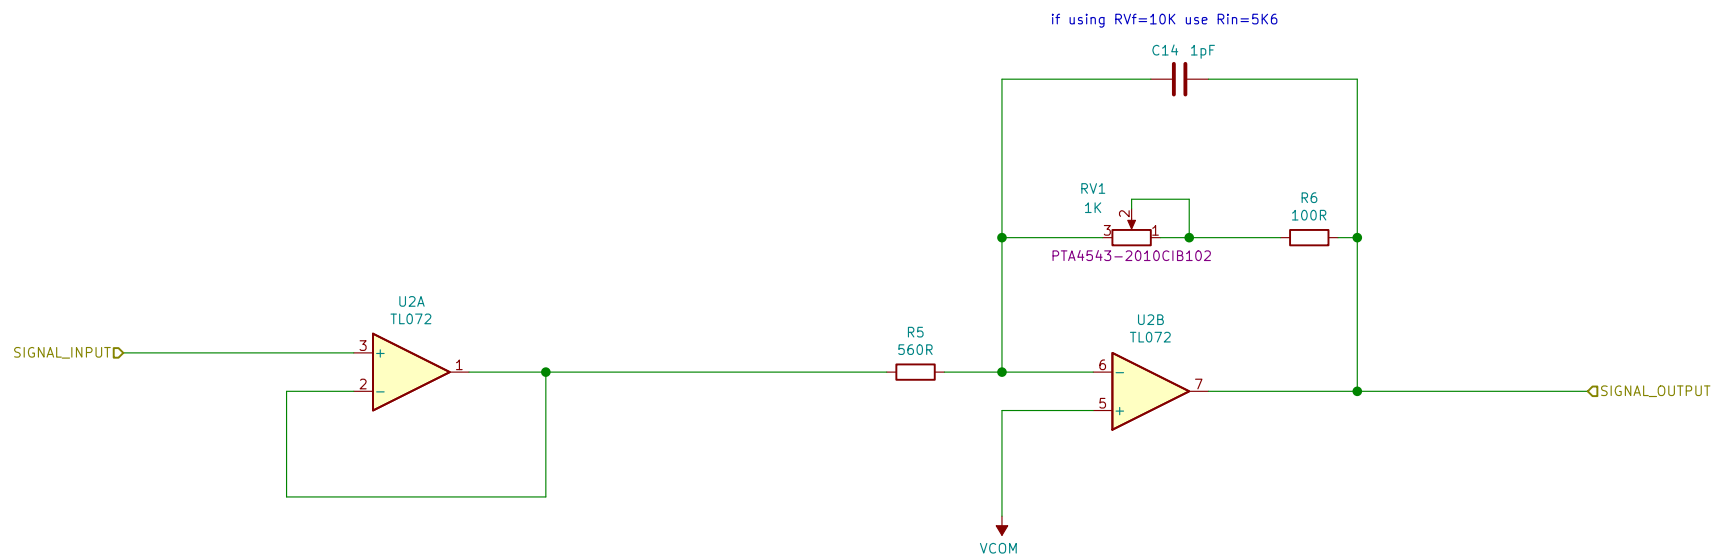 if using RVf=10K use Rin=5K6
C14 1pF
RV1
1K
2
3
1
PTA4543-2010CIB102
R6
100R
U2A
TL072
SIGNAL_INPUT
3
+
2
−
1
R5
560R
U2B
TL072
6
−
5
+
7
SIGNAL_OUTPUT
VCOM